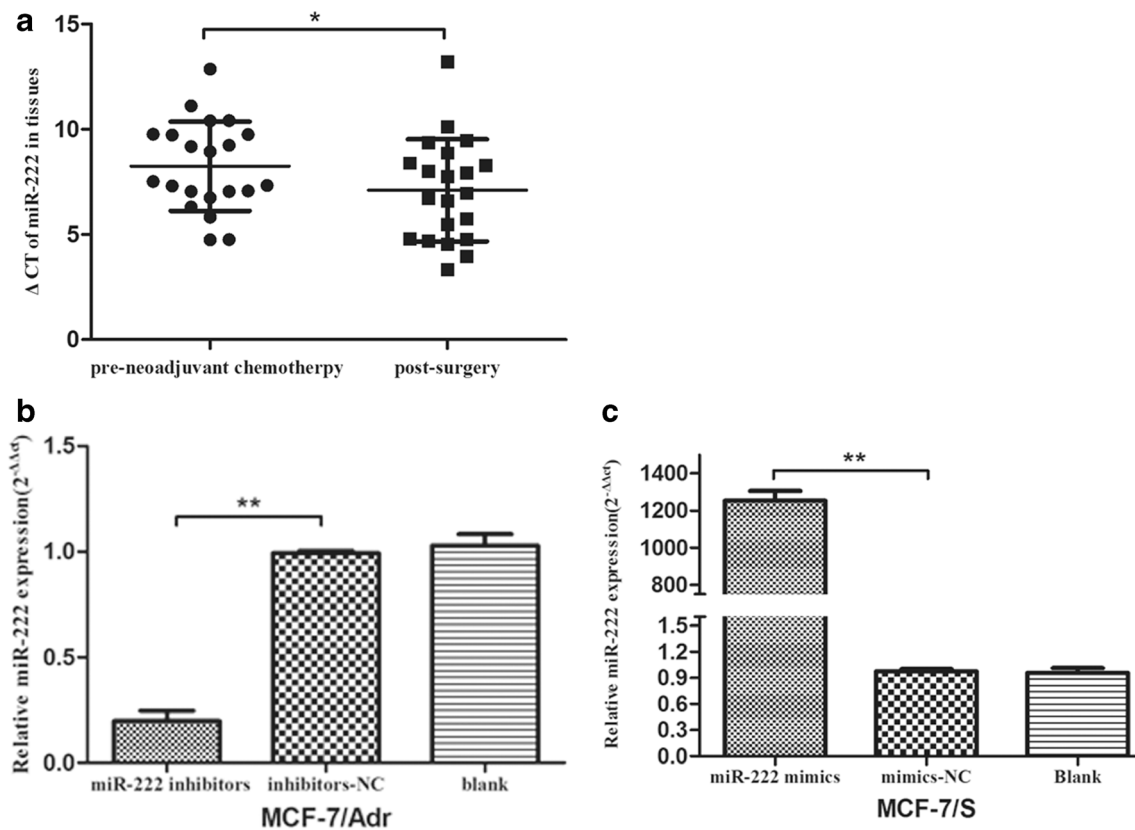 a
*
Δ CT of miR-222 in tissues
15
10
5
0
pre-neoadjuvant chemotherpy
post-surgery
b
Relative miR-222 expression(2-ΔΔct)
1.5
1.0
0.5
0.0
**
miR-222 inhibitors
inhibitors-NC
blank
MCF-7/Adr
c
Relative miR-222 expression(2-ΔΔct)
1400
1200
1000
800
1.5
1.2
0.9
0.6
0.3
0.0
**
miR-222 mimics
mimics-NC
Blank
MCF-7/S